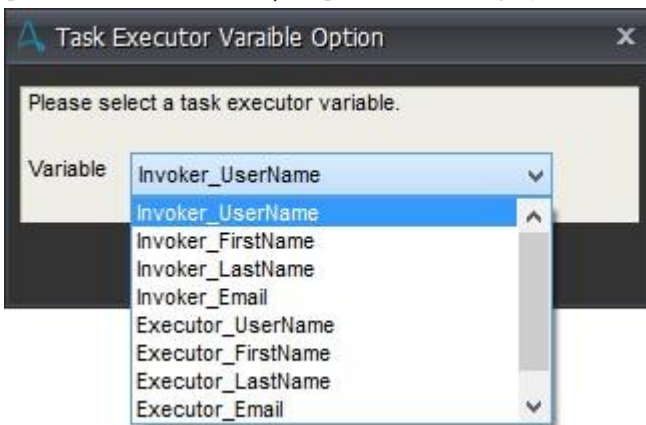 Task Executor Varaible Option
Please select a task executor variable.
Variable Invoker_UserName
Invoker_UserName
Invoker_FirstName
Invoker_LastName
Invoker_Email
Executor_UserName
Executor_FirstName
Executor_LastName
Executor_Email